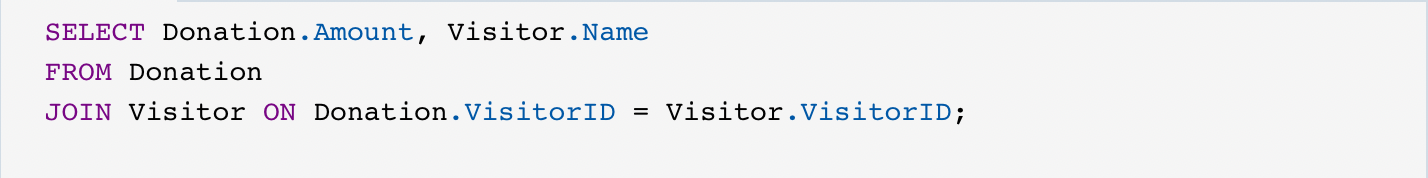 SELECT Donation.Amount, Visitor.Name
FROM Donation
JOIN Visitor ON Donation.VisitorID = Visitor.VisitorID;